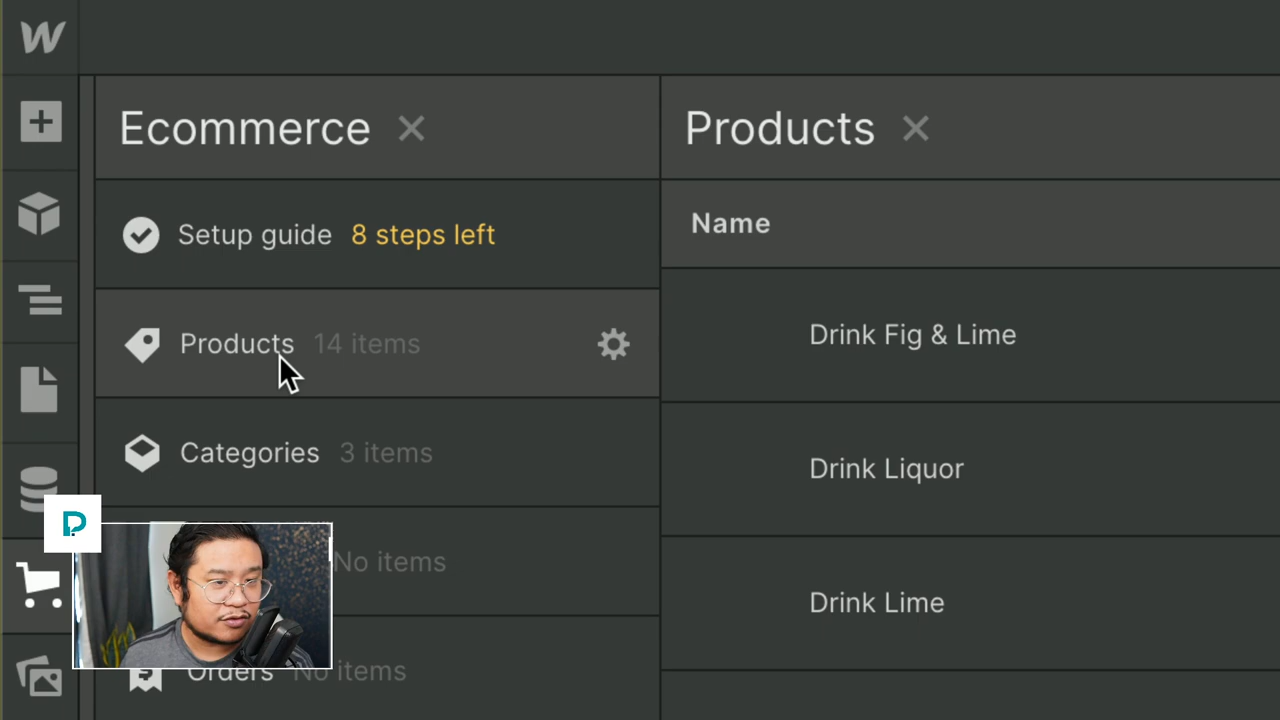 W
Ecommerce
Setup guide 8 steps left
Products 14 items
Categories 3 items
No items
Orders No items
Products
Name
Drink Fig & Lime
Drink Liquor
Drink Lime